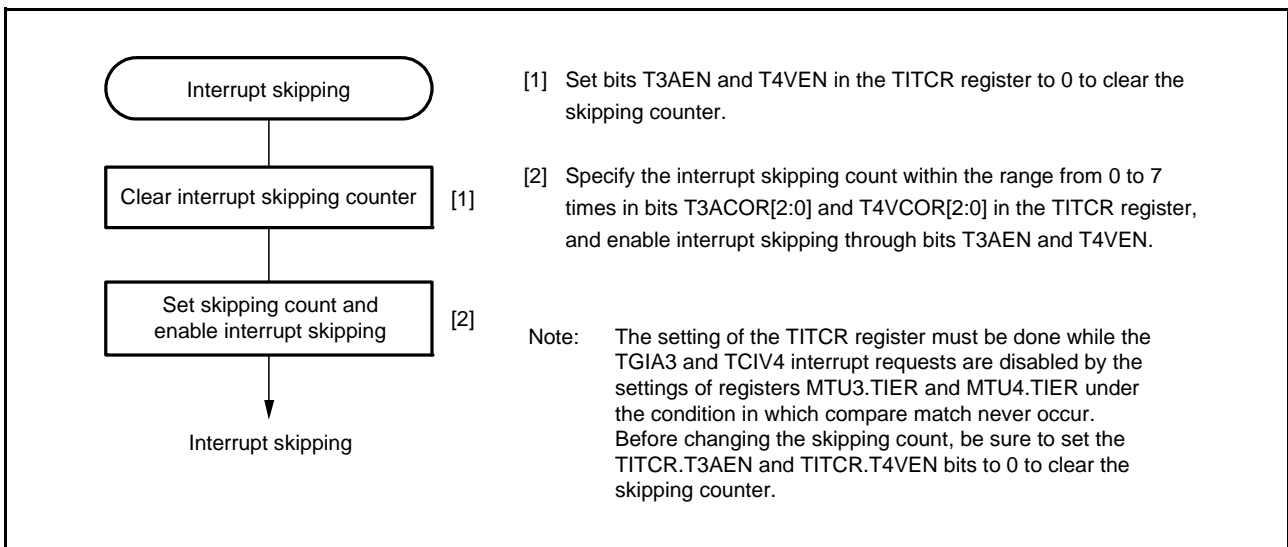 Interrupt skipping
Clear interrupt skipping counter
[1]
Set skipping count and
enable interrupt skipping
[2]
Interrupt skipping
[1] Set bits T3AEN and T4VEN in the TITCR register to 0 to clear the
skipping counter.
[2] Specify the interrupt skipping count within the range from 0 to 7
times in bits T3ACOR[2:0] and T4VCOR[2:0] in the TITCR register,
and enable interrupt skipping through bits T3AEN and T4VEN.
Note: The setting of the TITCR register must be done while the
TGIA3 and TCIV4 interrupt requests are disabled by the
settings of registers MTU3.TIER and MTU4.TIER under
the condition in which compare match never occur.
Before changing the skipping count, be sure to set the
TITCR.T3AEN and TITCR.T4VEN bits to 0 to clear the
skipping counter.